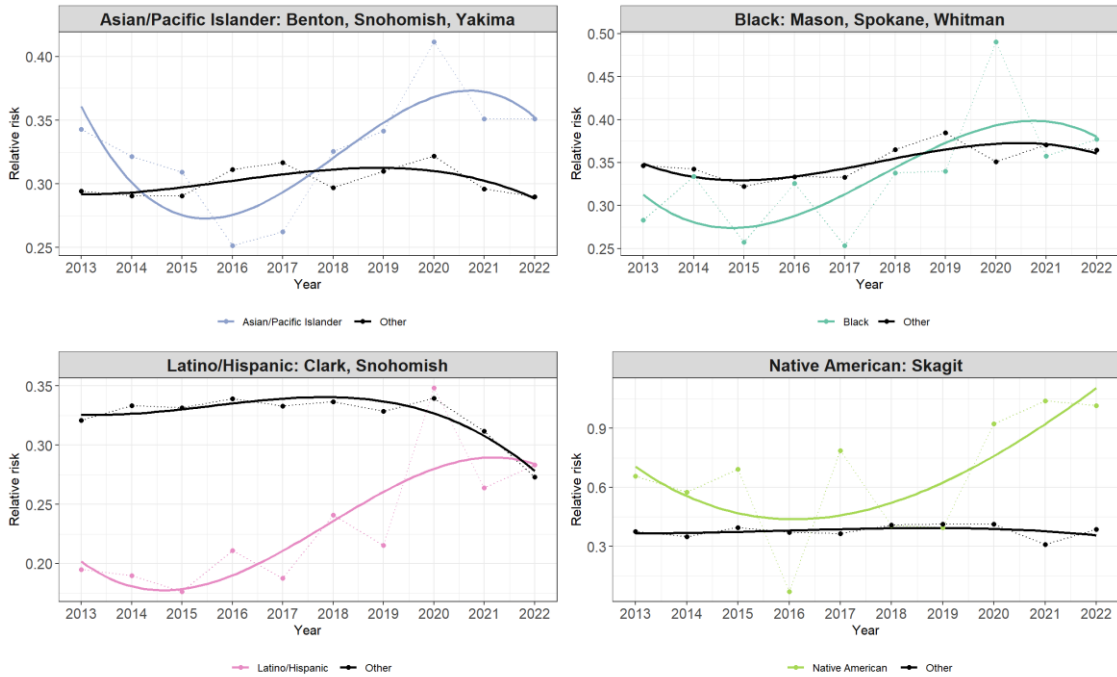 Asian/Pacific Islander: Benton, Snohomish, Yakima
0.40
0.35
0.30
0.25
Relative risk
2013 2014 2015 2016 2017 2018 2019 2020 2021 2022
Year
Asian/Pacific Islander Other
Black: Mason, Spokane, Whitman
0.50
0.45
0.40
0.35
0.30
0.25
Relative risk
2013 2014 2015 2016 2017 2018 2019 2020 2021 2022
Year
Black Other
Latino/Hispanic: Clark, Snohomish
0.35
0.30
0.25
0.20
Relative risk
2013 2014 2015 2016 2017 2018 2019 2020 2021 2022
Year
Latino/Hispanic Other
Native American: Skagit
0.9
0.6
0.3
Relative risk
2013 2014 2015 2016 2017 2018 2019 2020 2021 2022
Year
Native American Other